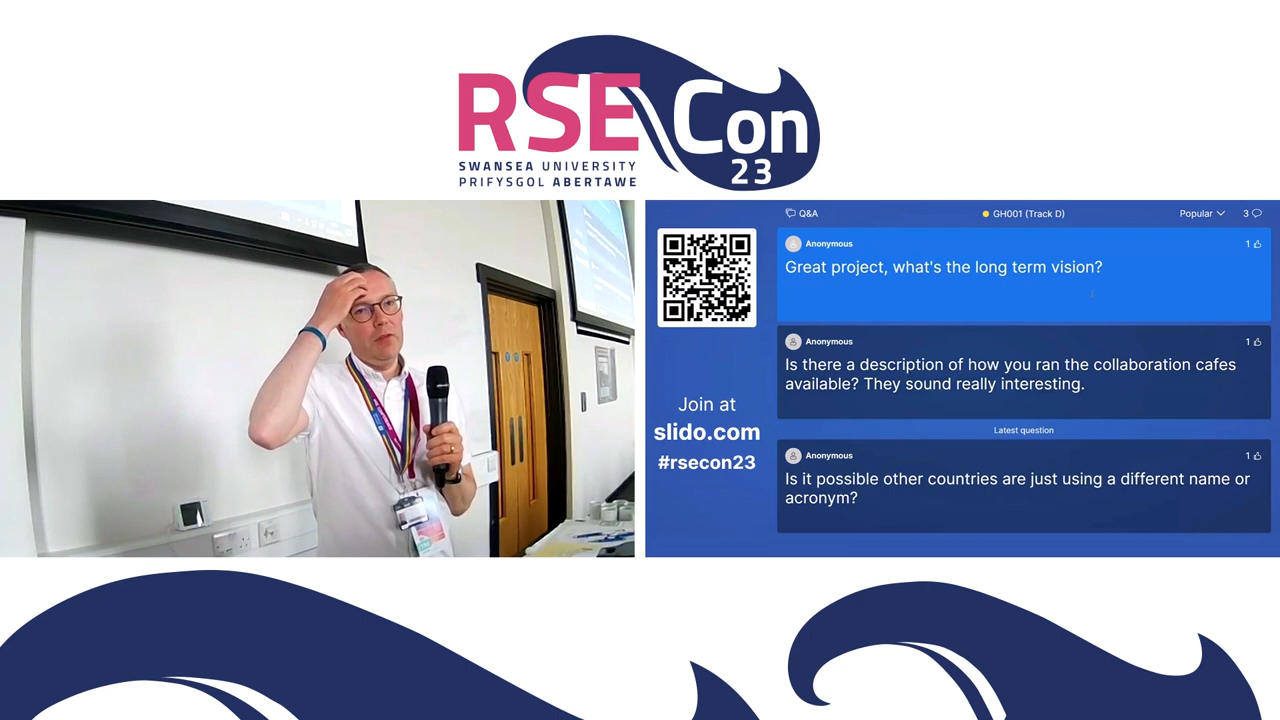 RSE Con
23
SWANSEA UNIVERSITY
PRIFYSGOL ABERTAWE
Q&A
GH001 (Track D)
Popular
3
Anonymous
1
Great project, what's the long term vision?
Anonymous
1
Is there a description of how you ran the collaboration cafes
available? They sound really interesting.
Join at
slido.com
#rsecon23
Latest question
Anonymous
1
Is it possible other countries are just using a different name or
acronym?